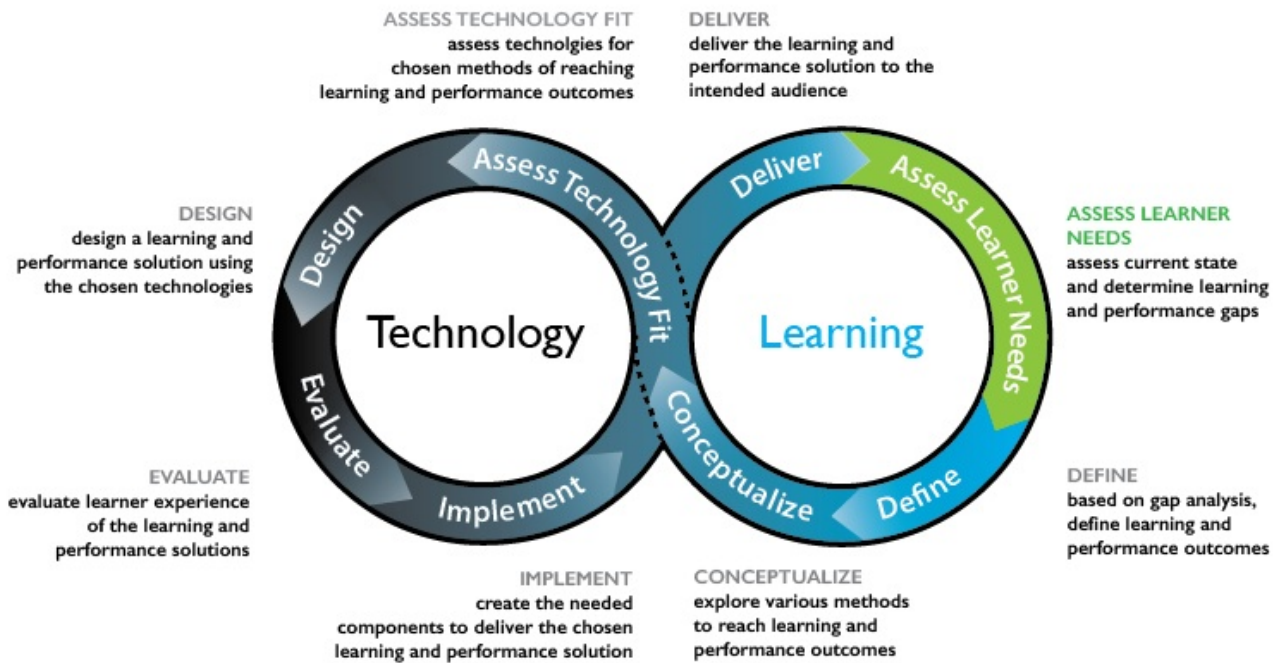 ASSESS TECHNOLOGY FIT
assess technolgies for
chosen methods of reaching
learning and performance outcomes
DELIVER
deliver the learning and
performance solution to the
intended audience
Assess Technology Fit
Deliver
Assess Learner Needs
Design
DESIGN
design a learning and
performance solution using
the chosen technologies
Technology
Learning
ASSESS LEARNER
NEEDS
assess current state
and determine learning
and performance gaps
Evaluate
Implement
Conceptualize
Define
EVALUATE
evaluate learner experience
of the learning and
performance solutions
IMPLEMENT
create the needed
components to deliver the chosen
learning and performance solution
CONCEPTUALIZE
explore various methods
to reach learning and
performance outcomes
DEFINE
based on gap analysis,
define learning and
performance outcomes